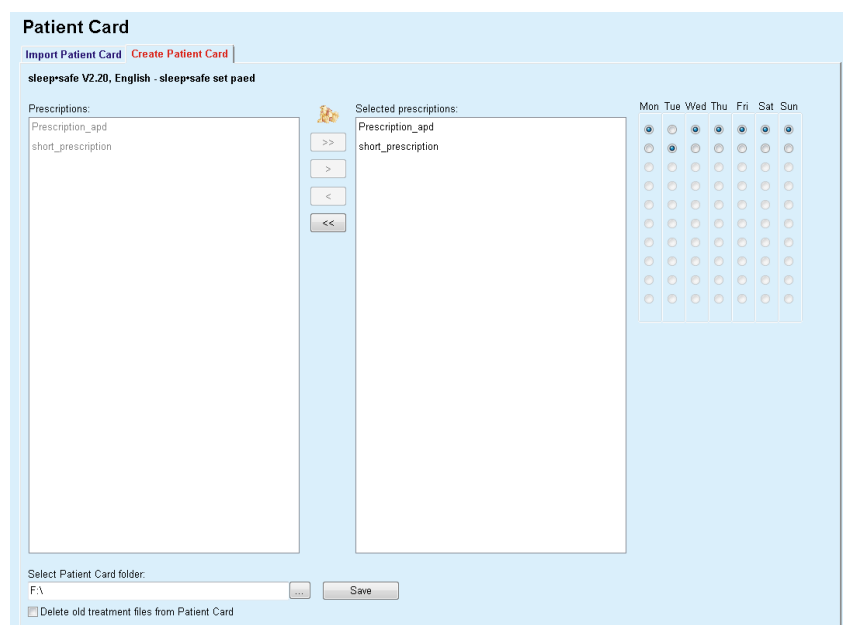 Patient Card
Import Patient Card Create Patient Card
sleep•safe V2.20, English - sleep•safe set paed
Prescriptions:
Prescription_apd
short_prescription
>>
>
<
<<
Selected prescriptions:
Prescription_apd
short_prescription
Mon Tue Wed Thu Fri Sat Sun
Select Patient Card folder:
F:\
... Save
Delete old treatment files from Patient Card